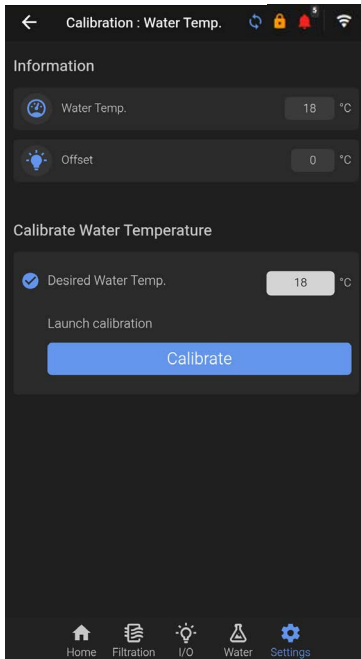 Calibration : Water Temp.
5
Information
Water Temp. 18 °C
Offset 0 °C
Calibrate Water Temperature
Desired Water Temp. 18 °C
Launch calibration
Calibrate
Home Filtration I/O Water Settings